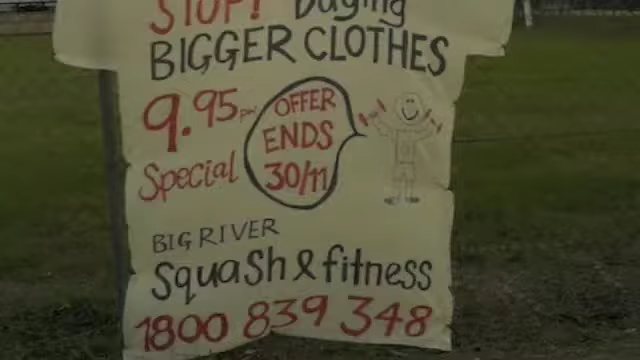 STOP! Buying
BIGGER CLOTHES
9.95
Special
OFFER
ENDS
30/11
BIG RIVER
Squash & fitness
1800 839 348